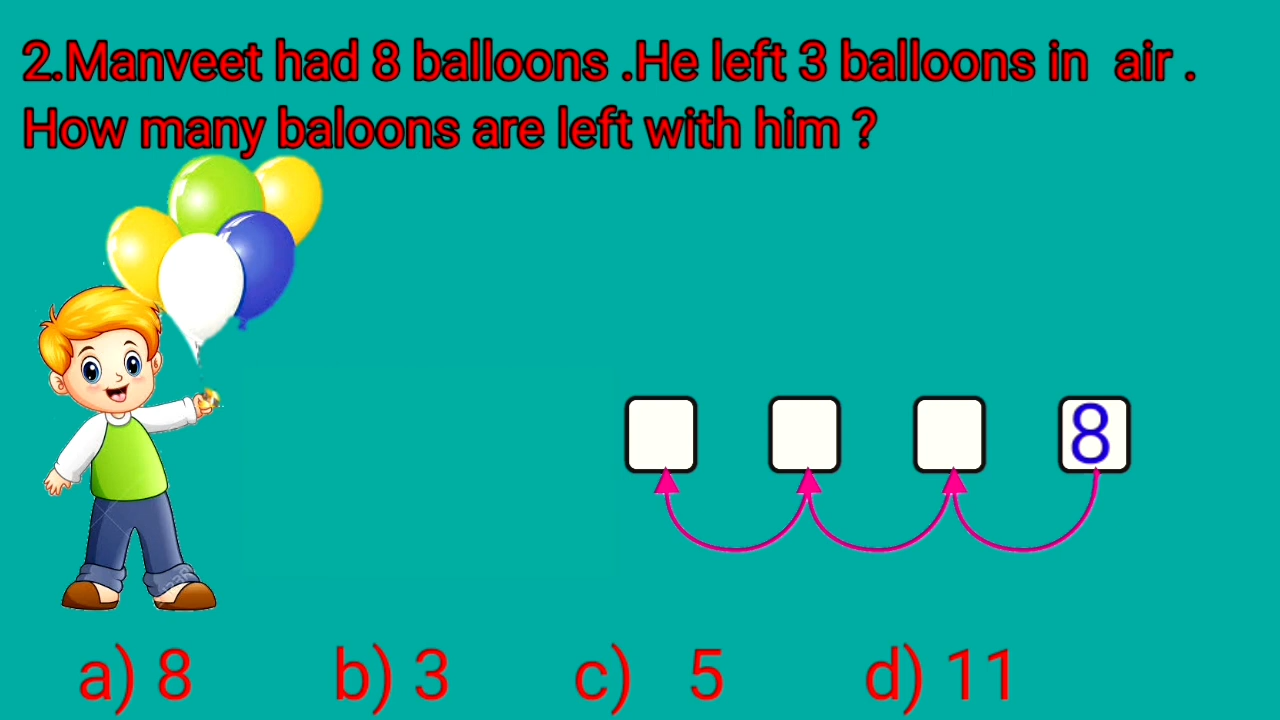 2.Manveet had 8 balloons .He left 3 balloons in air .
How many baloons are left with him ?
8
a) 8 b) 3 c) 5 d) 11